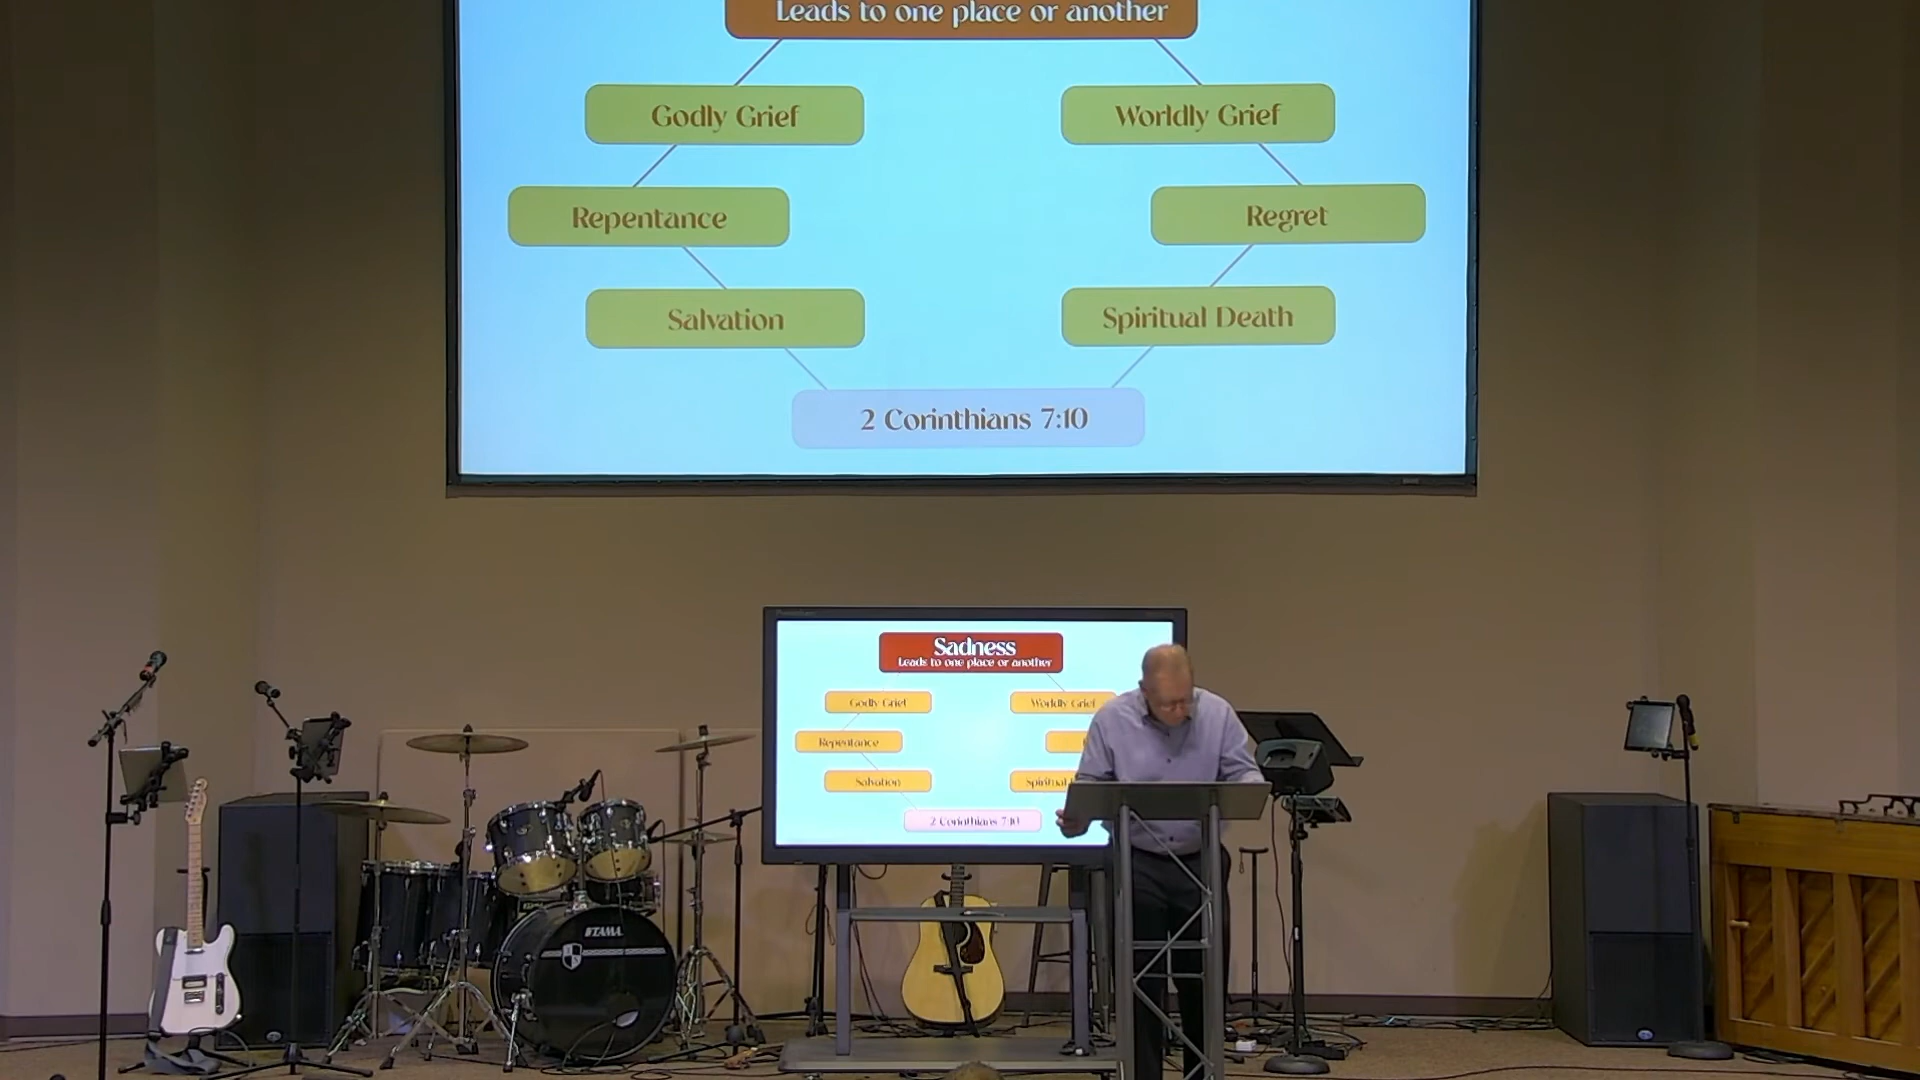 Leads to one place or another
Godly Grief
Worldly Grief
Repentance
Regret
Salvation
Spiritual Death
2 Corinthians 7:10
Sadness
Leads to one place or another
Godly Grief
Worldly Grief
Repentance
Salvation
Spiritual
2 Corinthians 7:10
TAMA